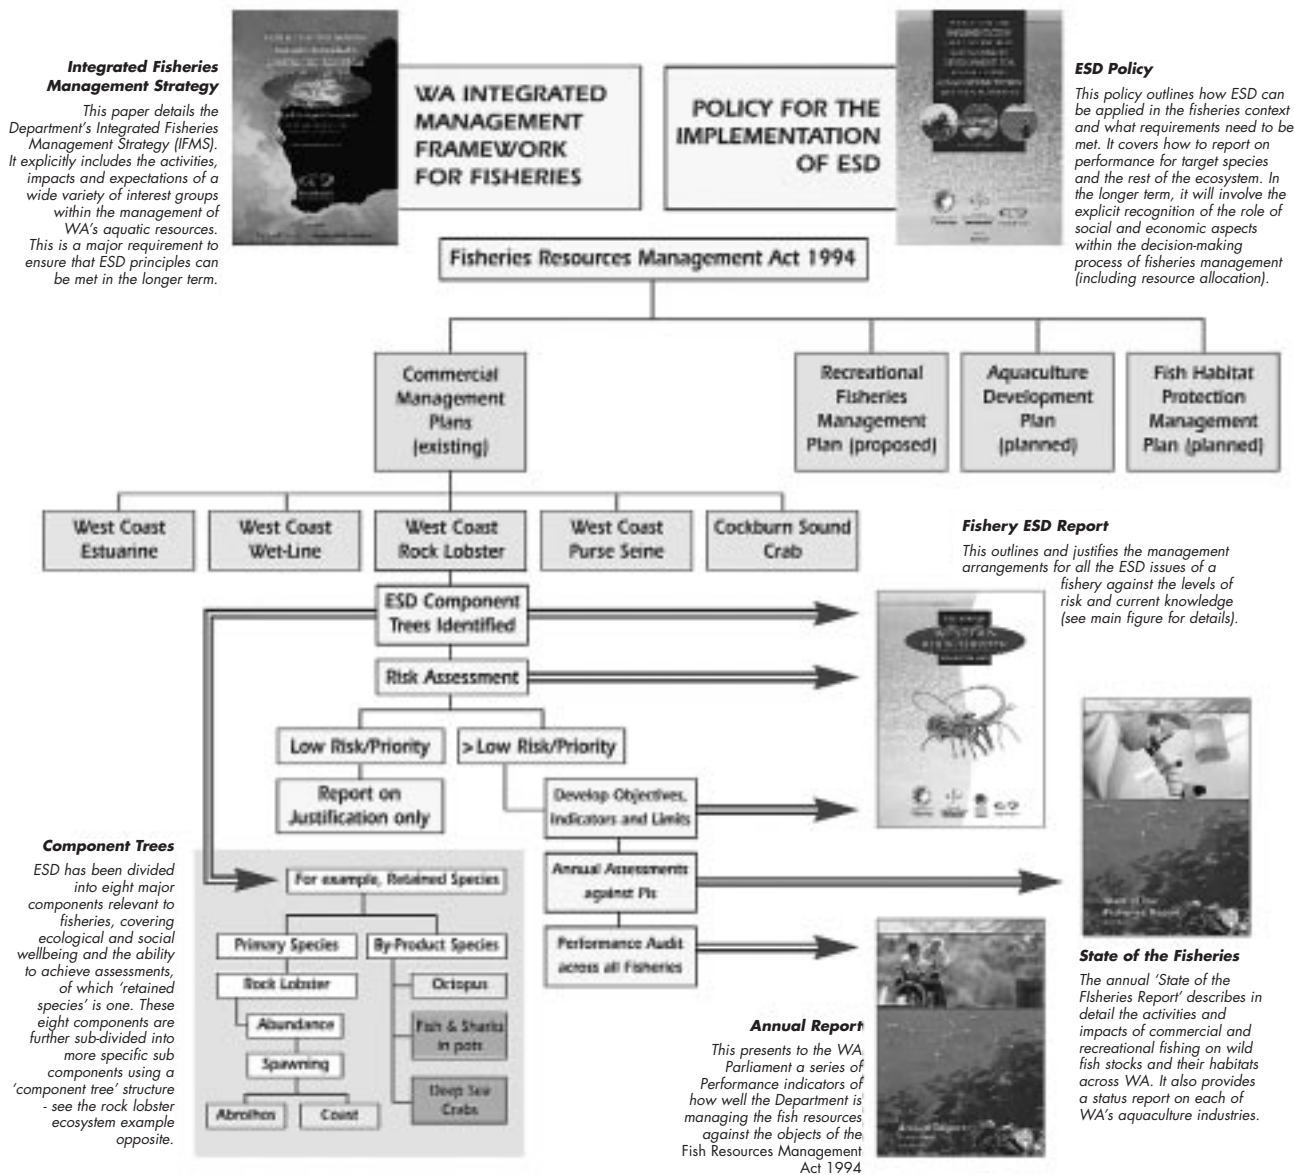 Integrated Fisheries
Management Strategy
This paper details the
Department's Integrated Fisheries
Management Strategy (IFMS).
It explicitly includes the activities,
impacts and expectations of a
wide variety of interest groups
within the management of
WA's aquatic resources.
This is a major requirement to
ensure that ESD principles can
be met in the longer term.
WA INTEGRATED
MANAGEMENT
FRAMEWORK
FOR FISHERIES
POLICY FOR THE
IMPLEMENTATION
OF ESD
ESD Policy
This policy outlines how ESD can
be applied in the fisheries context
and what requirements need to be
met. It covers how to report on
performance for target species
and the rest of the ecosystem. In
the longer term, it will involve the
explicit recognition of the role of
social and economic aspects
within the decision-making
process of fisheries management
(including resource allocation).
Fisheries Resources Management Act 1994
Commercial
Management
Plans
(existing)
Recreational
Fisheries
Management
Plan (proposed)
Aquaculture
Development
Plan
(planned)
Fish Habitat
Protection
Management
Plan (planned)
West Coast
Estuarine
West Coast
Wet-Line
West Coast
Rock Lobster
West Coast
Purse Seine
Cockburn Sound
Crab
Fishery ESD Report
This outlines and justifies the management
arrangements for all the ESD issues of a
fishery against the levels of
risk and current knowledge
(see main figure for details).
ESD Component
Trees Identified
Risk Assessment
Low Risk/Priority
> Low Risk/Priority
Report on
Justification only
Develop Objectives,
Indicators and Limits
Annual Assessments
against PIs
Performance Audit
across all Fisheries
Component Trees
ESD has been divided
into eight major
components relevant to
fisheries, covering
ecological and social
wellbeing and the ability
to achieve assessments,
of which 'retained
species' is one. These
eight components are
further sub-divided into
more specific sub
components using a
'component tree' structure
- see the rock lobster
ecosystem example
opposite.
For example, Retained Species
Primary Species
By-Product Species
Rock Lobster
Octopus
Abundance
Fish & Sharks
in pots
Spawning
Deep Sea
Crabs
Abrolhos
Coast
Annual Report
This presents to the WA
Parliament a series of
Performance indicators of
how well the Department is
managing the fish resources
against the objects of the
Fish Resources Management
Act 1994
State of the Fisheries
The annual 'State of the
FIsheries Report' describes in
detail the activities and
impacts of commercial and
recreational fishing on wild
fish stocks and their habitats
across WA. It also provides
a status report on each of
WA's aquaculture industries.